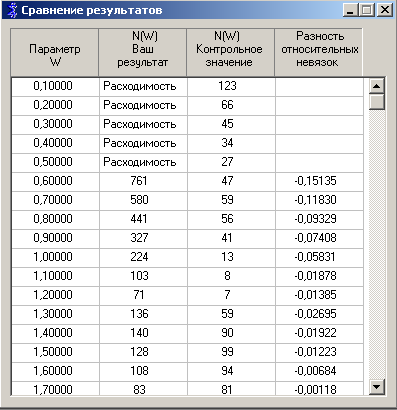 Сравнение результатов
Параметр W N(W) Ваш результат N(W) Контрольное значение Разность относительных невязок
0,10000 Расходимость 123
0,20000 Расходимость 66
0,30000 Расходимость 45
0,40000 Расходимость 34
0,50000 Расходимость 27
0,60000 761 47 -0,15135
0,70000 580 59 -0,11830
0,80000 441 56 -0,09329
0,90000 327 41 -0,07408
1,00000 224 13 -0,05831
1,10000 103 8 -0,01878
1,20000 71 7 -0,01385
1,30000 136 59 -0,02695
1,40000 140 90 -0,01922
1,50000 128 99 -0,01223
1,60000 108 94 -0,00684
1,70000 83 81 -0,00118